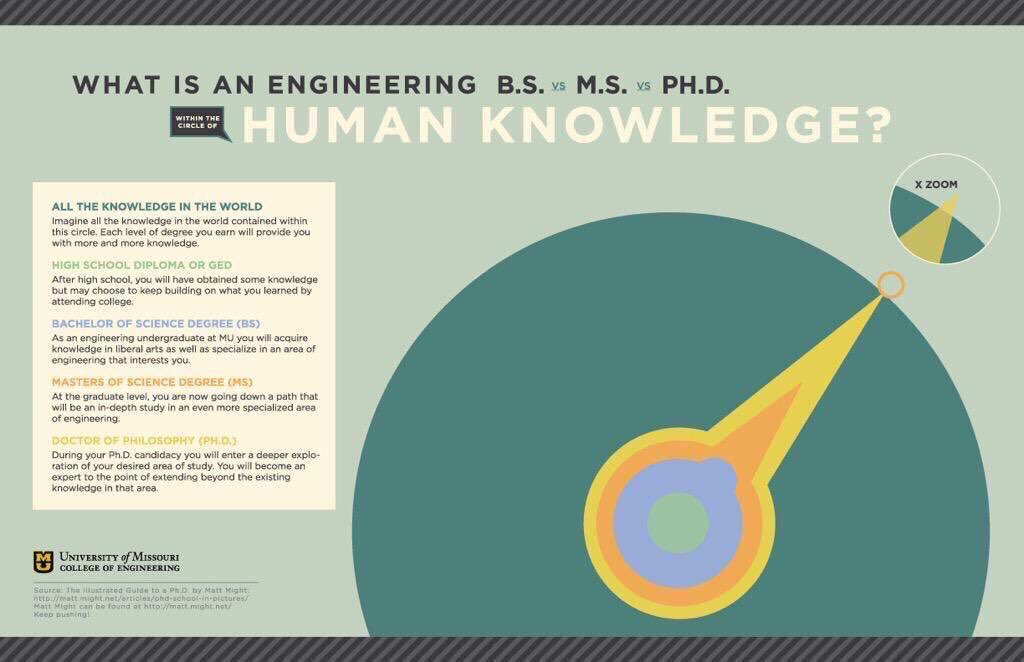 WHAT IS AN ENGINEERING B.S. VS M.S. VS PH.D.
WITHIN THE
CIRCLE OF
HUMAN KNOWLEDGE?
X ZOOM
ALL THE KNOWLEDGE IN THE WORLD
Imagine all the knowledge in the world contained within
this circle. Each level of degree you earn will provide you
with more and more knowledge.
HIGH SCHOOL DIPLOMA OR GED
After high school, you will have obtained some knowledge
but may choose to keep building on what you learned by
attending college.
BACHELOR OF SCIENCE DEGREE (BS)
As an engineering undergraduate at MU you will acquire
knowledge in liberal arts as well as specialize in an area of
engineering that interests you.
MASTERS OF SCIENCE DEGREE (MS)
At the graduate level, you are now going down a path that
will be an in-depth study in an even more specialized area
of engineering.
DOCTOR OF PHILOSOPHY (PH.D.)
During your Ph.D. candidacy you will enter a deeper explo-
ration of your desired area of study. You will become an
expert to the point of extending beyond the existing
knowledge in that area.
University of Missouri
COLLEGE OF ENGINEERING
Source: The Illustrated Guide to a Ph.D. by Matt Might:
http://matt.might.net/articles/phd-school-in-pictures/
Matt Might can be found at http://matt.might.net/
Keep pushing!